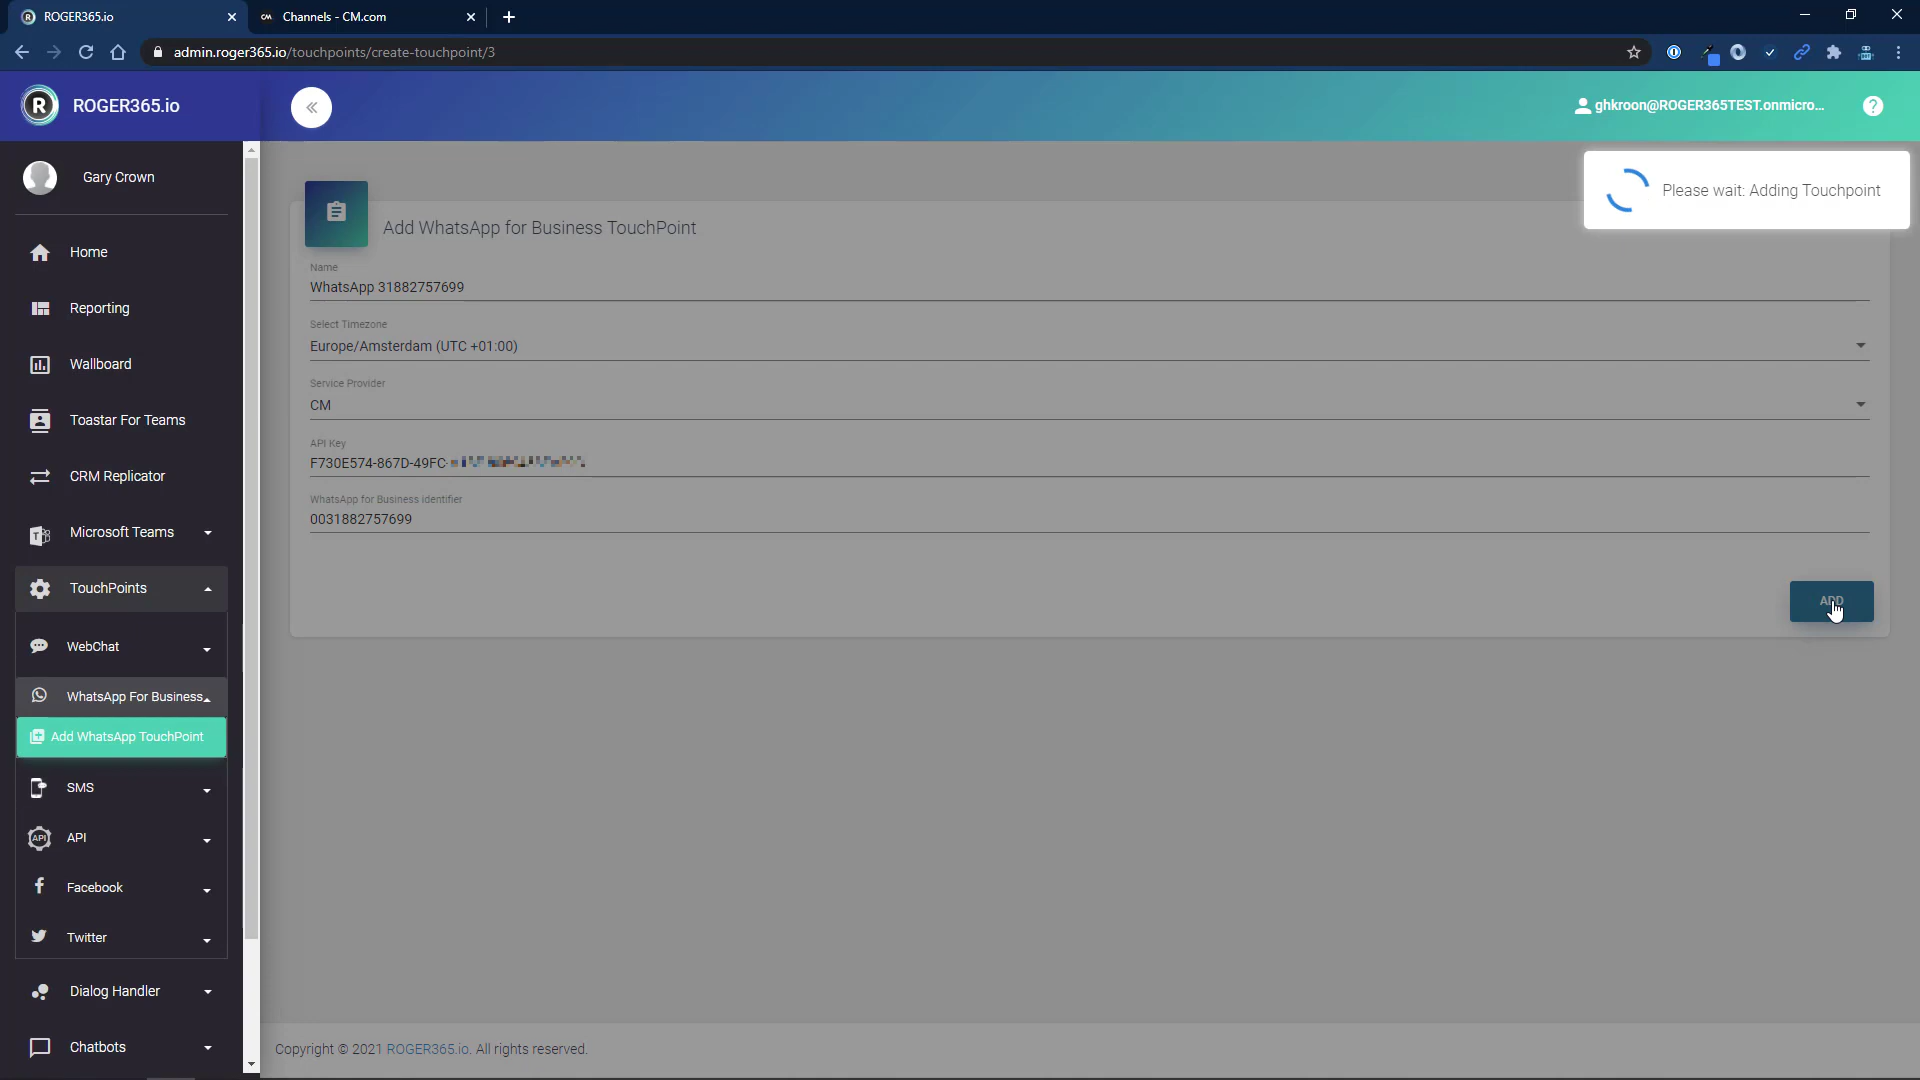 ROGER365.io
Channels - CM.com
admin.roger365.io/touchpoints/create-touchpoint/3
R ROGER365.io
ghkroon@ROGER365TEST.onmicro...
?
Gary Crown
Please wait: Adding Touchpoint
Add WhatsApp for Business TouchPoint
Home
Name
WhatsApp 31882757699
Reporting
Select Timezone
Europe/Amsterdam (UTC +01:00)
Wallboard
Service Provider
CM
Toastar For Teams
API Key
F730E574-867D-49FC-
CRM Replicator
WhatsApp for Business identifier
0031882757699
Microsoft Teams
TouchPoints
ADD
WebChat
WhatsApp For Business
Add WhatsApp TouchPoint
SMS
API API
Facebook
Twitter
Dialog Handler
Chatbots
Copyright © 2021 ROGER365.io. All rights reserved.